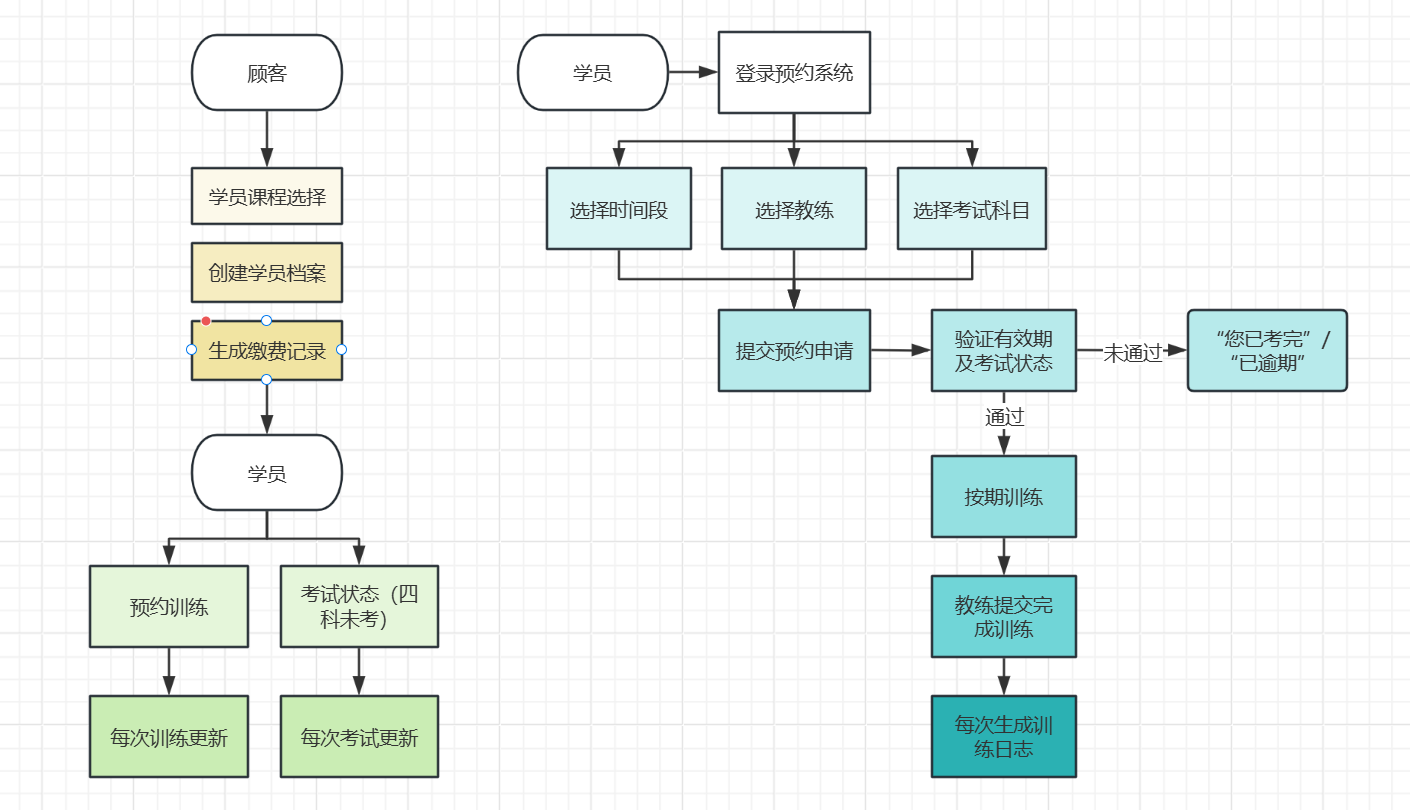 顾客
学员课程选择
创建学员档案
生成缴费记录
学员
预约训练
考试状态（四
科未考）
每次训练更新
每次考试更新
学员
登录预约系统
选择时间段
选择教练
选择考试科目
提交预约申请
验证有效期
及考试状态
未通过
“您已考完”/
“已逾期”
通过
按期训练
教练提交完
成训练
每次生成训
练日志